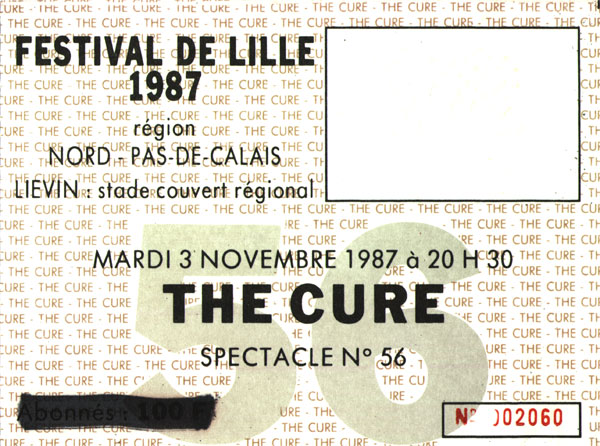 FESTIVAL DE LILLE
1987
région
NORD - PAS-DE-CALAIS
LIEVIN : stade couvert régional
56
MARDI 3 NOVEMBRE 1987 à 20 H 30
THE CURE
SPECTACLE N° 56
Abonnés : 100 F
N° 002060